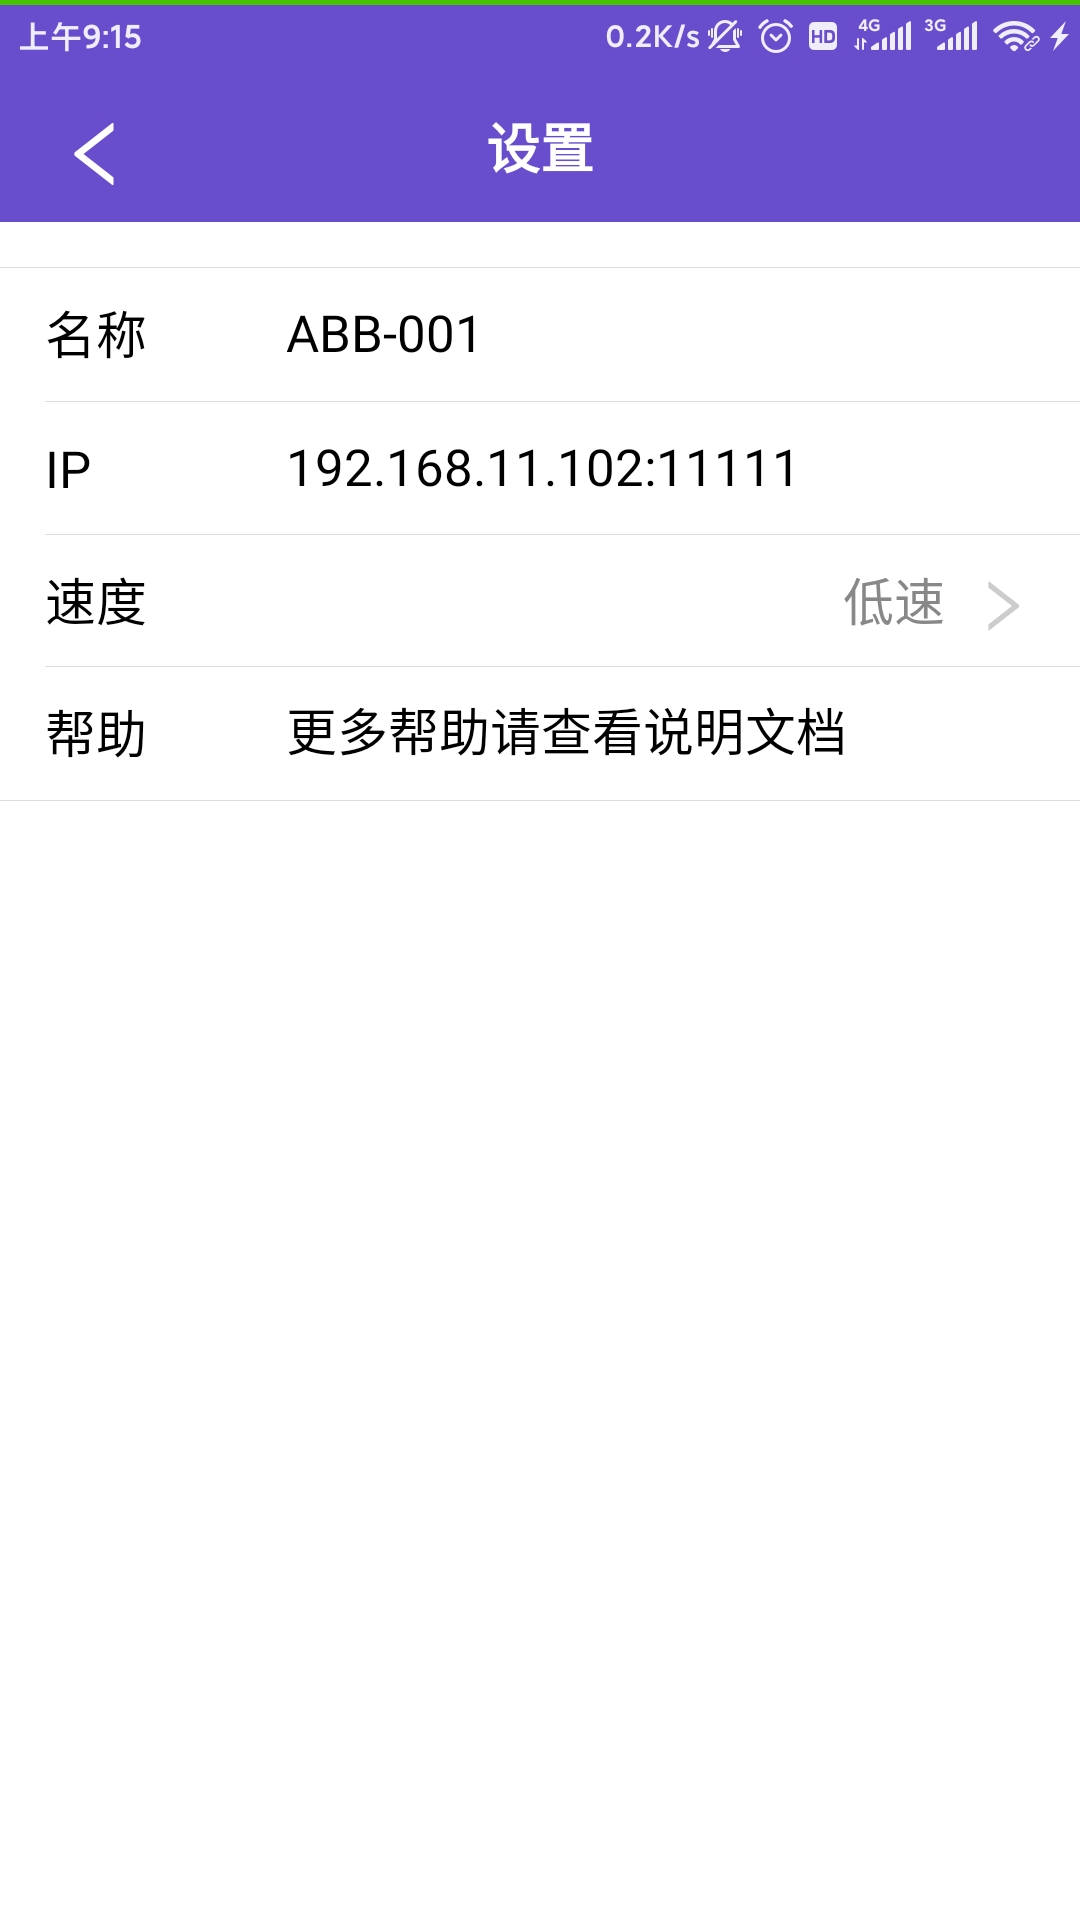 上午9:15 0.2K/s HD 4G 3G
设置
名称 ABB-001
IP 192.168.11.102:11111
速度 低速
帮助 更多帮助请查看说明文档